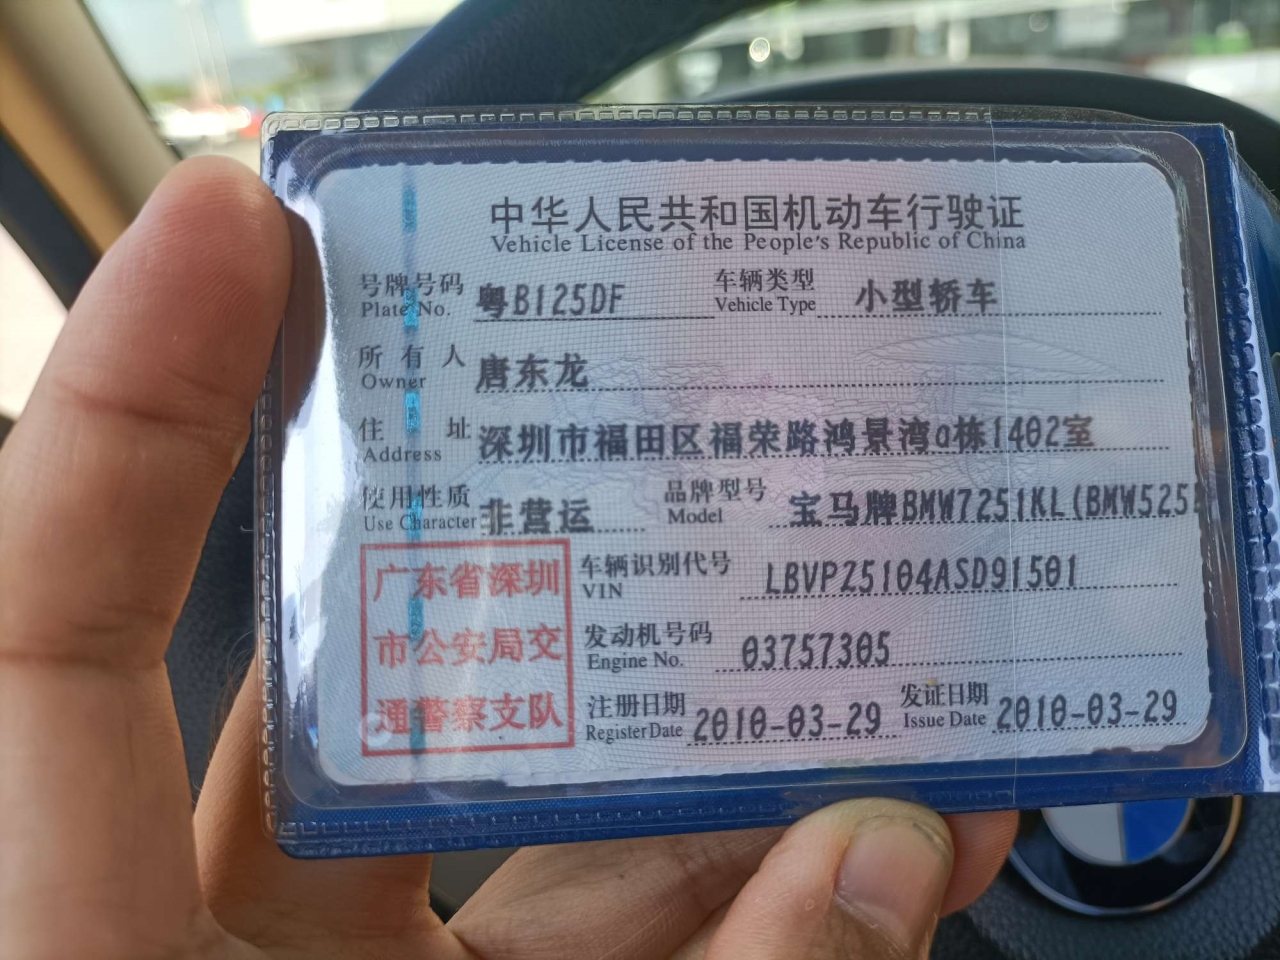 中华人民共和国机动车行驶证
Vehicle License of the People's Republic of China
号牌号码 粤B125DF 车辆类型 小型轿车
Plate No. Vehicle Type
所有人 唐东龙
Owner
住址 深圳市福田区福荣路鸿景湾a栋1402室
Address
使用性质 非营运 品牌型号 宝马牌BMW7251KL(BMW525
Use Character Model
广东省深圳
市公安局交
通警察支队
车辆识别代号 LBVPZ5104ASD91501
VIN
发动机号码 03757305
Engine No.
注册日期 2010-03-29 发证日期 2010-03-29
Register Date Issue Date